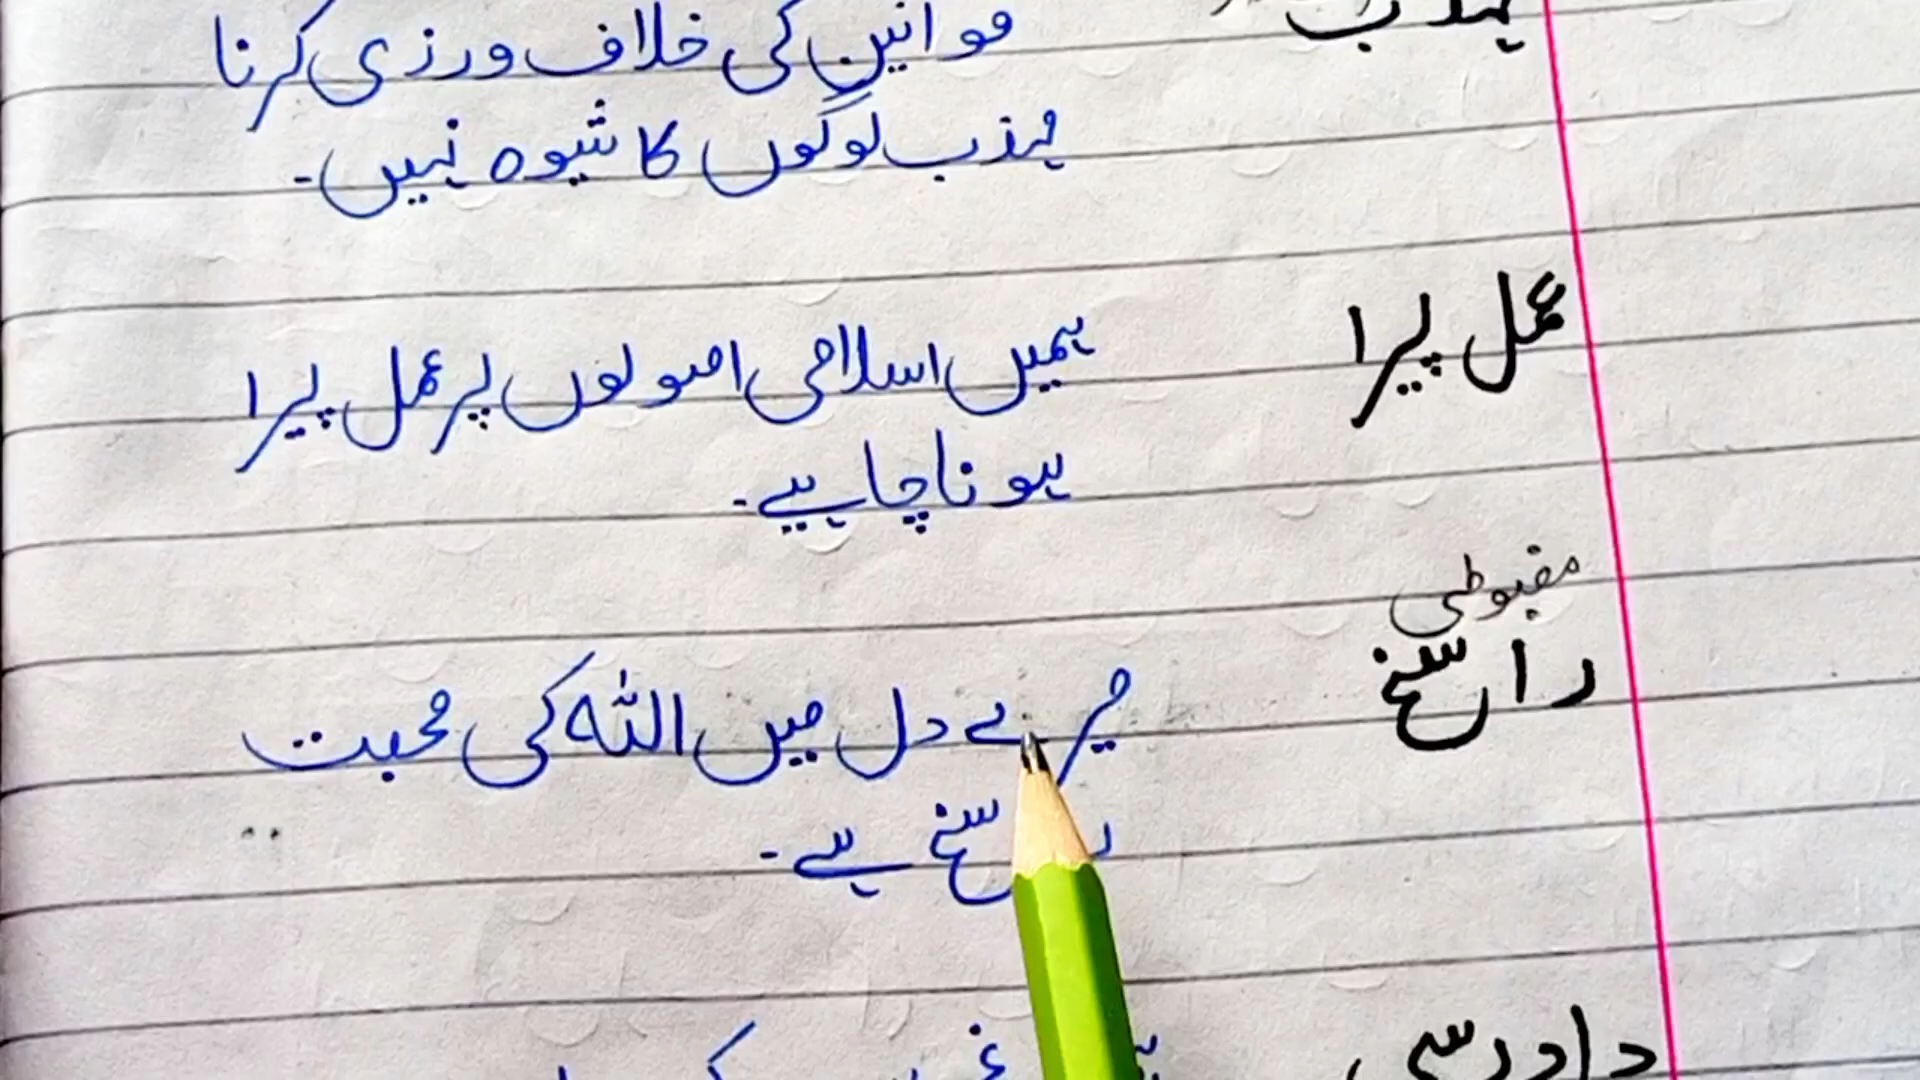 مہذب
قوانین کی خلاف ورزی کرنا
مہذب لوگوں کا شیوہ نہیں۔
عمل پیرا
ہمیں اسلامی اصولوں پر عمل پیرا
ہونا چاہیے۔
مضبوطی
راسخ
میرے دل میں اللہ کی محبت
راسخ ہے۔
دادرسی